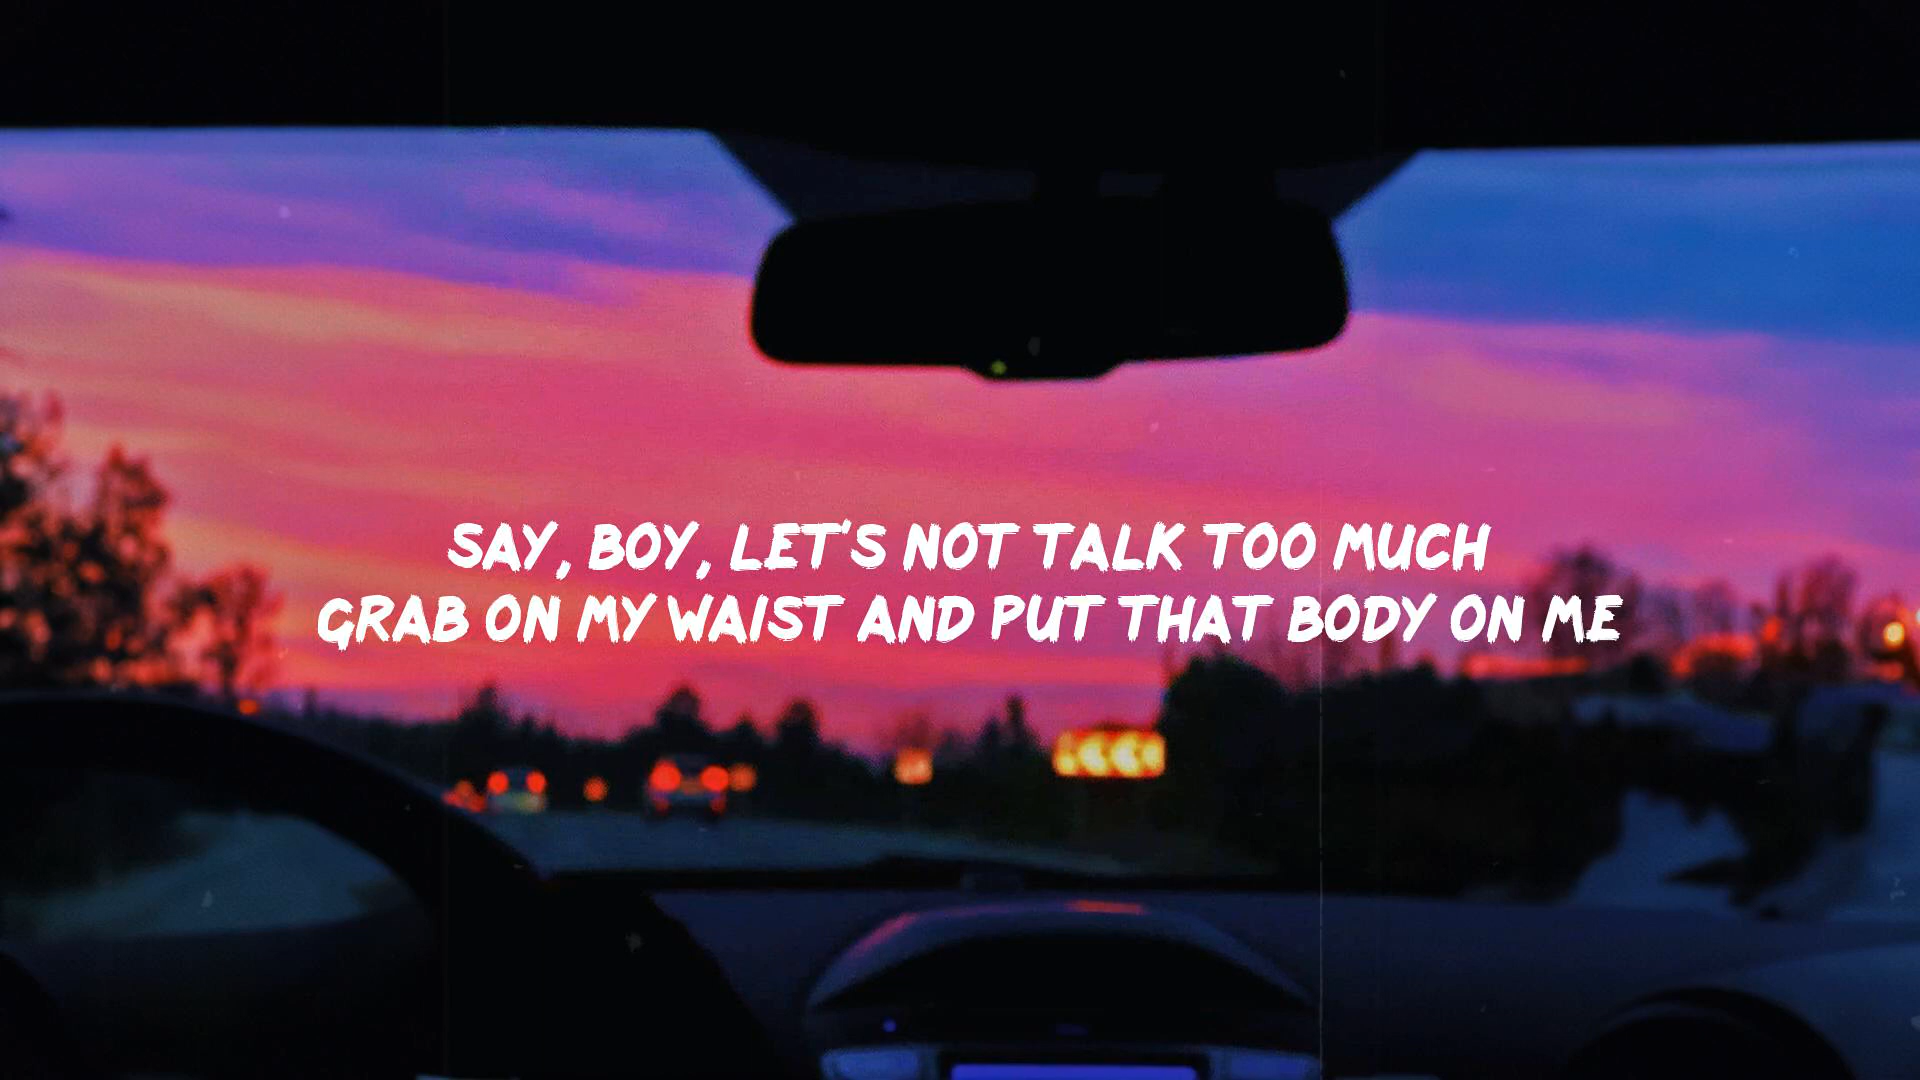 SAY, BOY, LET'S NOT TALK TOO MUCH
GRAB ON MY WAIST AND PUT THAT BODY ON ME